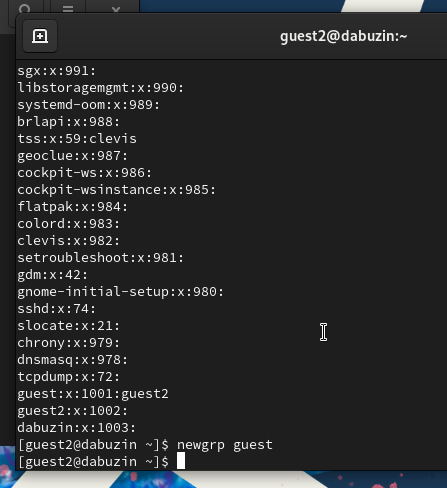 guest2@dabuzin:~
sgx:x:991:
libstoragemgmt:x:990:
systemd-oom:x:989:
brlapi:x:988:
tss:x:59:clevis
geoclue:x:987:
cockpit-ws:x:986:
cockpit-wsinstance:x:985:
flatpak:x:984:
colord:x:983:
clevis:x:982:
setroubleshoot:x:981:
gdm:x:42:
gnome-initial-setup:x:980:
sshd:x:74:
slocate:x:21:
chrony:x:979:
dnsmasq:x:978:
tcpdump:x:72:
guest:x:1001:guest2
guest2:x:1002:
dabuzin:x:1003:
[guest2@dabuzin ~]$ newgrp guest
[guest2@dabuzin ~]$